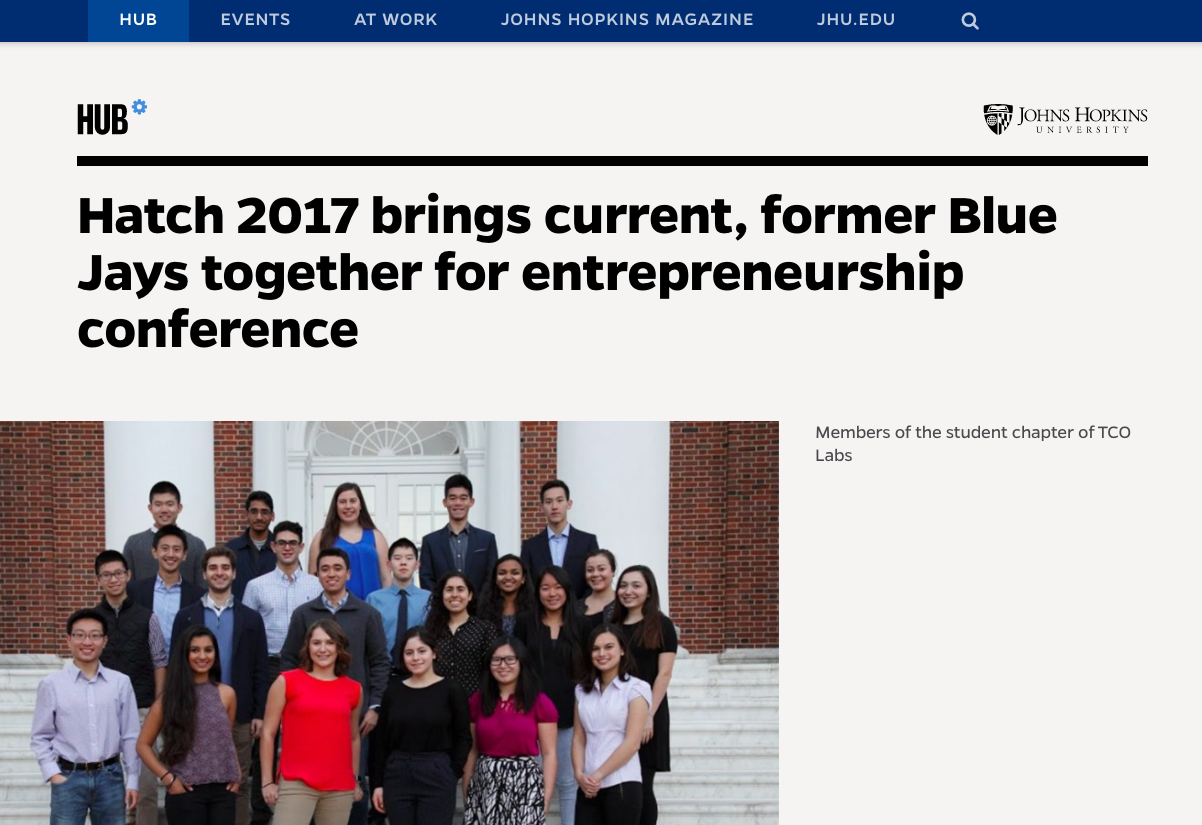 HUB EVENTS AT WORK JOHNS HOPKINS MAGAZINE JHU.EDU
HUB
JOHNS HOPKINS
UNIVERSITY
Hatch 2017 brings current, former Blue
Jays together for entrepreneurship
conference
Members of the student chapter of TCO
Labs